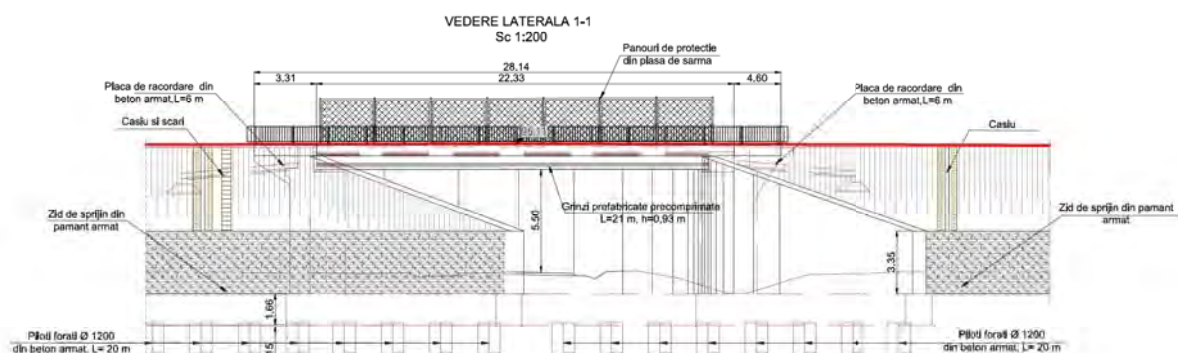 VEDERE LATERALA 1-1
Sc 1:200
Panouri de protectie
din plasa de sarma
28,14
3,31
22,33
4,60
Placa de racordare din
beton armat,L=6 m
Placa de racordare din
beton armat,L=6 m
Casiu si scari
Casiu
Grinzi prefabricate precomprimate
L=21 m, h=0,93 m
5,50
Zid de sprijin din
pamant armat
Zid de sprijin din pamant
armat
3,35
1,66
Piloti forati Ø 1200
din beton armat, L= 20 m
Piloti forati Ø 1200
din beton armat, L= 20 m